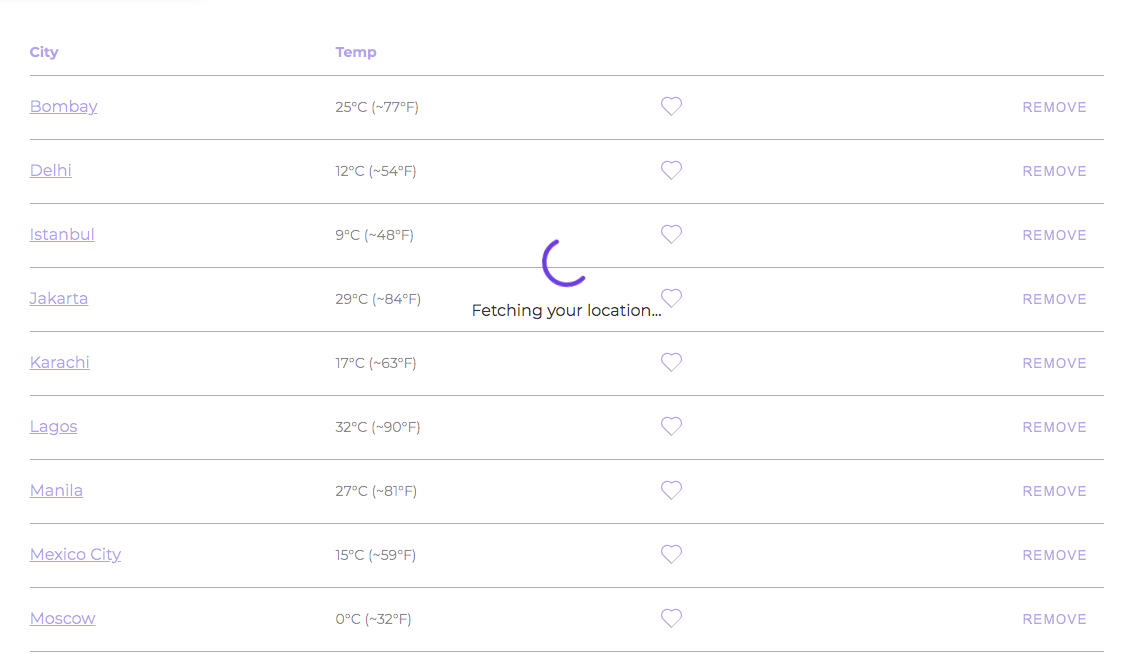 City Temp
Bombay 25°C (~77°F) REMOVE
Delhi 12°C (~54°F) REMOVE
Istanbul 9°C (~48°F) REMOVE
Jakarta 29°C (~84°F) REMOVE
Fetching your location...
Karachi 17°C (~63°F) REMOVE
Lagos 32°C (~90°F) REMOVE
Manila 27°C (~81°F) REMOVE
Mexico City 15°C (~59°F) REMOVE
Moscow 0°C (~32°F) REMOVE